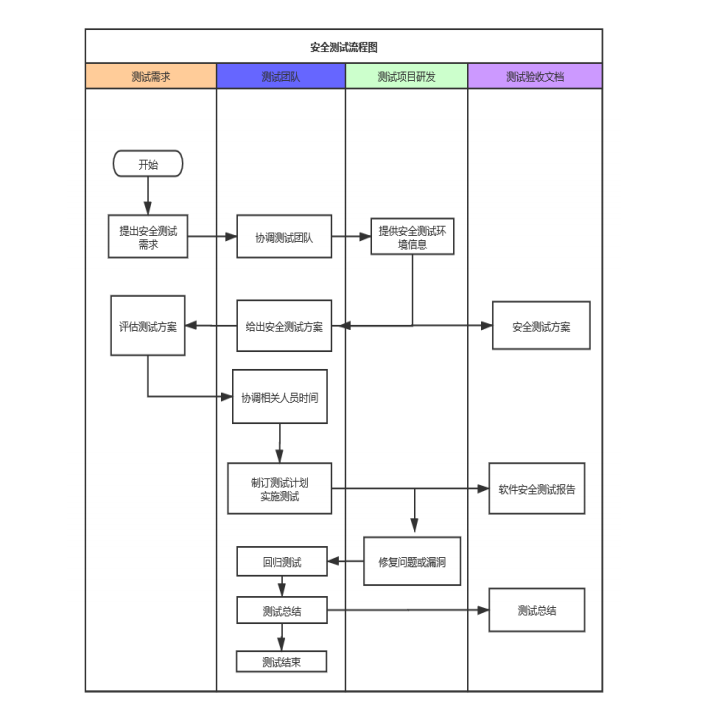 安全测试流程图
测试需求
测试团队
测试项目研发
测试验收文档
开始
提出安全测试
需求
协调测试团队
提供安全测试环
境信息
评估测试方案
给出安全测试方案
安全测试方案
协调相关人员时间
制订测试计划
实施测试
软件安全测试报告
回归测试
修复问题或漏洞
测试总结
测试总结
测试结束